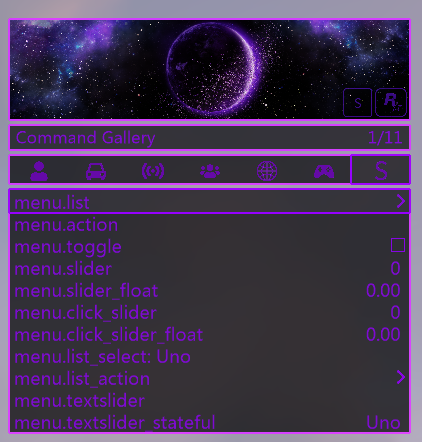 S R
Command Gallery 1/11
S
menu.list
menu.action
menu.toggle
menu.slider 0
menu.slider_float 0.00
menu.click_slider 0
menu.click_slider_float 0.00
menu.list_select: Uno
menu.list_action
menu.textslider
menu.textslider_stateful Uno